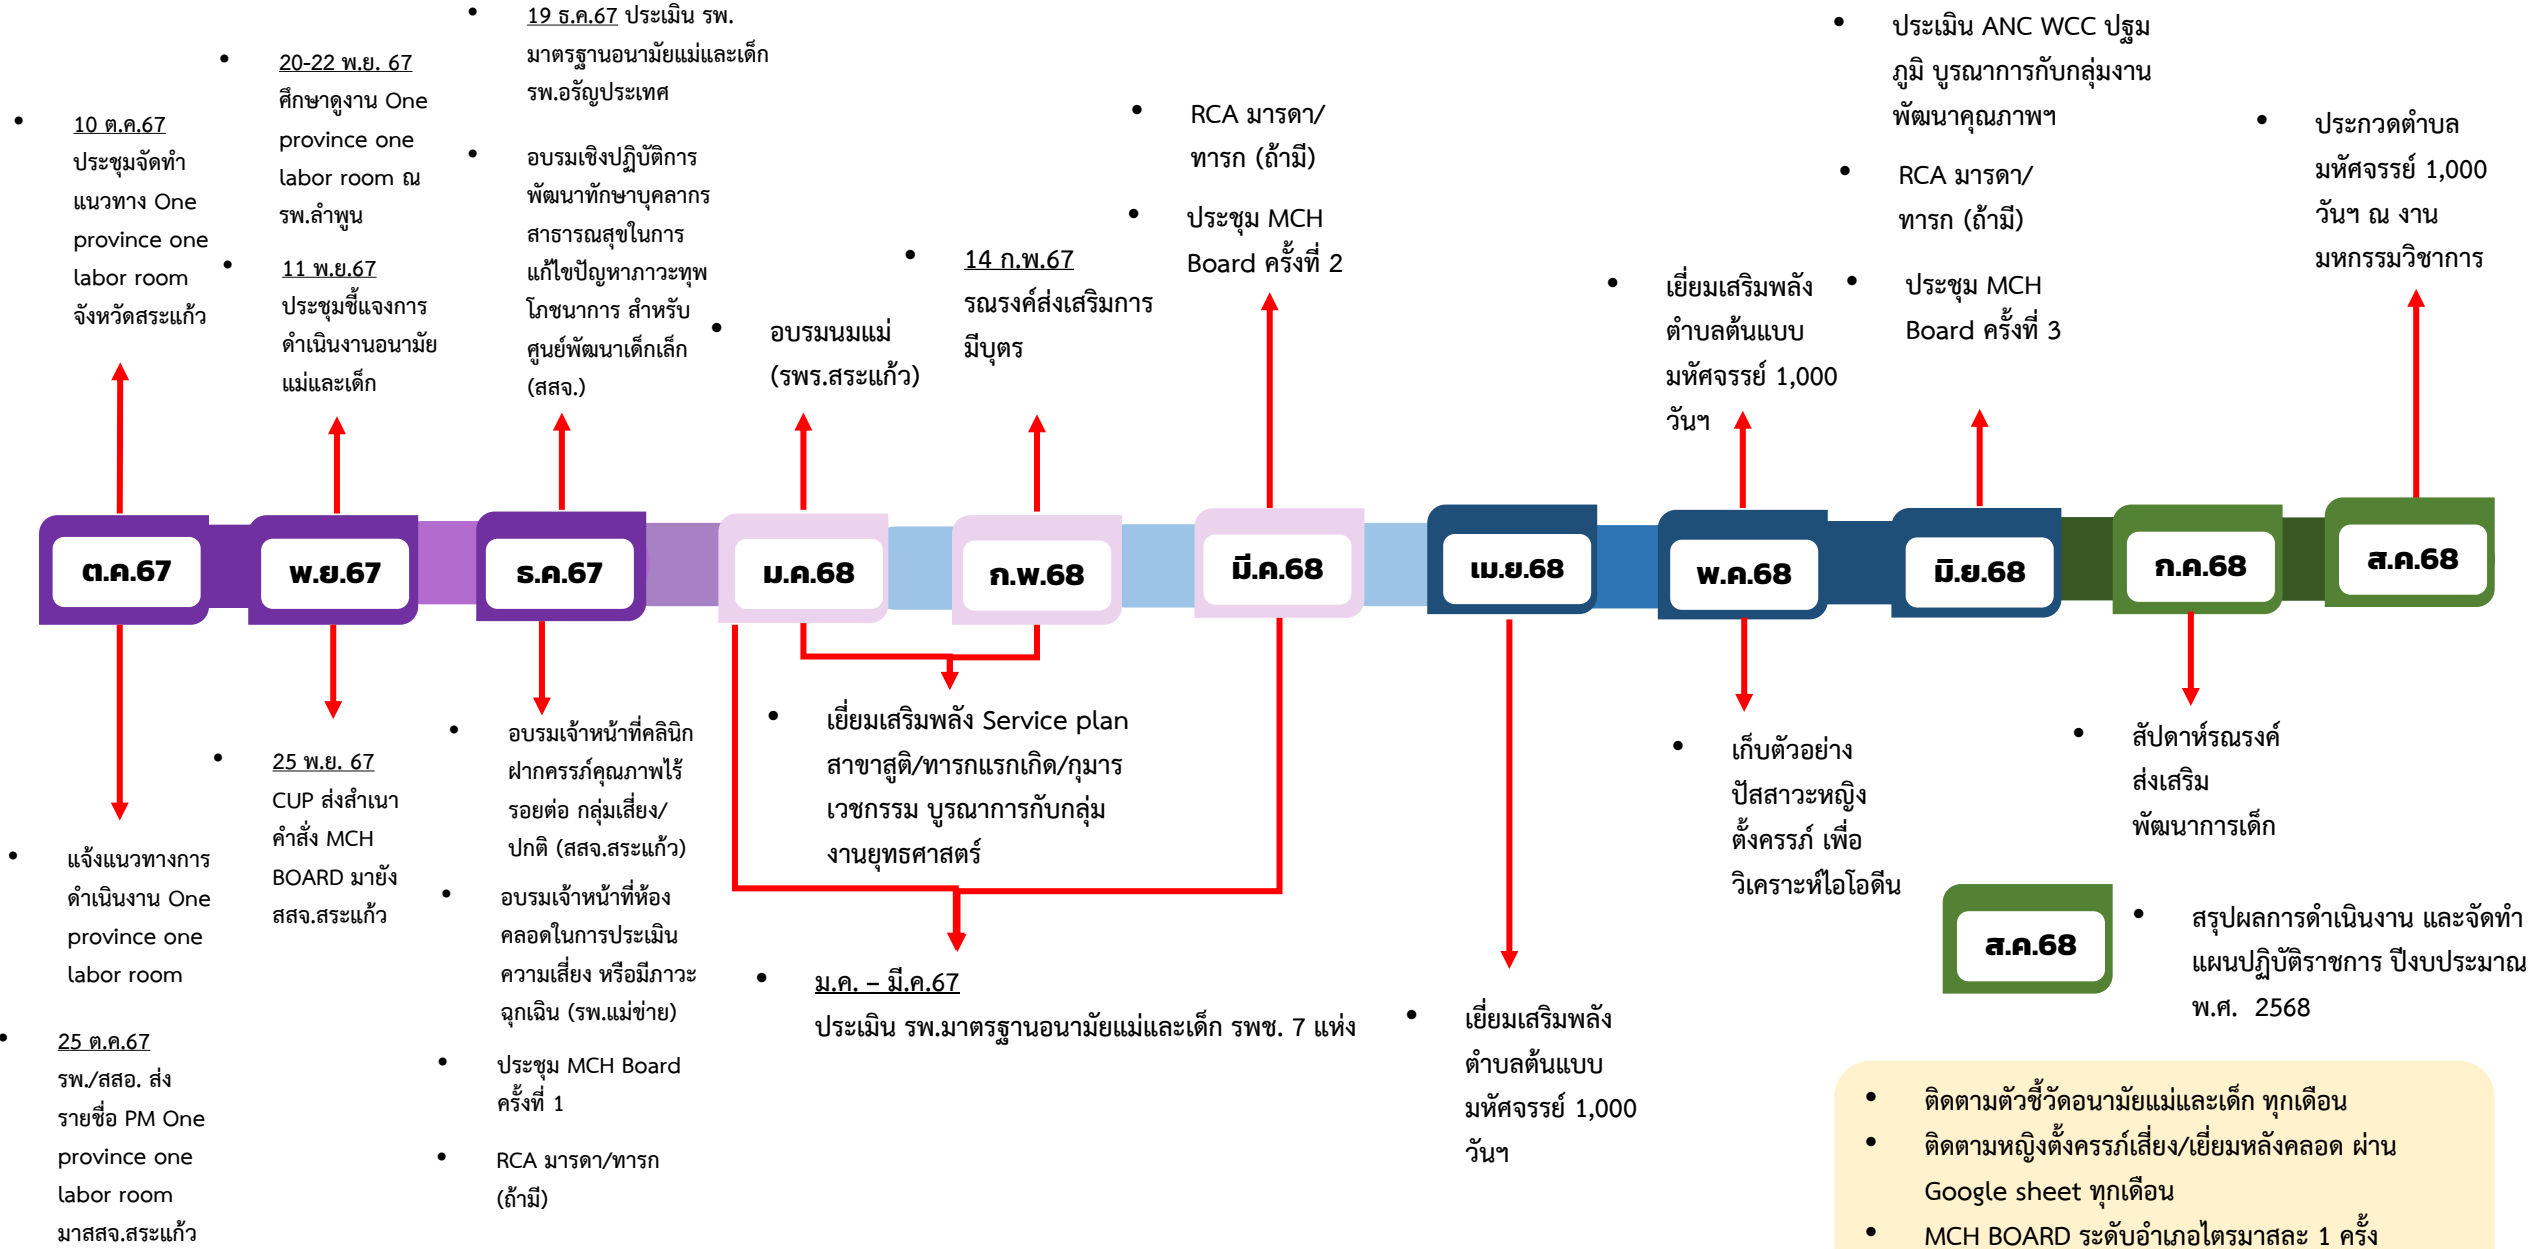 10 ต.ค.67
ประชุมจัดทำ
แนวทาง One
province one
labor room
จังหวัดสระแก้ว
20-22 พ.ย. 67
ศึกษาดูงาน One
province one
labor room ณ
รพ.ลำพูน
11 พ.ย.67
ประชุมชี้แจงการ
ดำเนินงานอนามัย
แม่และเด็ก
19 ธ.ค.67 ประเมิน รพ.
มาตรฐานอนามัยแม่และเด็ก
รพ.อรัญประเทศ
อบรมเชิงปฏิบัติการ
พัฒนาทักษาบุคลากร
สาธารณสุขในการ
แก้ไขปัญหาภาวะทุพ
โภชนาการ สำหรับ
ศูนย์พัฒนาเด็กเล็ก
(สสจ.)
อบรมนมแม่
(รพร.สระแก้ว)
14 ก.พ.67
รณรงค์ส่งเสริมการ
มีบุตร
RCA มารดา/
ทารก (ถ้ามี)
ประชุม MCH
Board ครั้งที่ 2
เยี่ยมเสริมพลัง
ตำบลต้นแบบ
มหัศจรรย์ 1,000
วันฯ
ประเมิน ANC WCC ปฐม
ภูมิ บูรณาการกับกลุ่มงาน
พัฒนาคุณภาพฯ
RCA มารดา/
ทารก (ถ้ามี)
ประชุม MCH
Board ครั้งที่ 3
ประกวดตำบล
มหัศจรรย์ 1,000
วันฯ ณ งาน
มหกรรมวิชาการ
ต.ค.67
พ.ย.67
ธ.ค.67
ม.ค.68
ก.พ.68
มี.ค.68
เม.ย.68
พ.ค.68
มิ.ย.68
ก.ค.68
ส.ค.68
แจ้งแนวทางการ
ดำเนินงาน One
province one
labor room
25 ต.ค.67
รพ./สสอ. ส่ง
รายชื่อ PM One
province one
labor room
มาสสจ.สระแก้ว
25 พ.ย. 67
CUP ส่งสำเนา
คำสั่ง MCH
BOARD มายัง
สสจ.สระแก้ว
อบรมเจ้าหน้าที่คลินิก
ฝากครรภ์คุณภาพไร้
รอยต่อ กลุ่มเสี่ยง/
ปกติ (สสจ.สระแก้ว)
อบรมเจ้าหน้าที่ห้อง
คลอดในการประเมิน
ความเสี่ยง หรือมีภาวะ
ฉุกเฉิน (รพ.แม่ข่าย)
ประชุม MCH Board
ครั้งที่ 1
RCA มารดา/ทารก
(ถ้ามี)
เยี่ยมเสริมพลัง Service plan
สาขาสูติ/ทารกแรกเกิด/กุมาร
เวชกรรม บูรณาการกับกลุ่ม
งานยุทธศาสตร์
ม.ค. – มี.ค.67
ประเมิน รพ.มาตรฐานอนามัยแม่และเด็ก รพช. 7 แห่ง
เยี่ยมเสริมพลัง
ตำบลต้นแบบ
มหัศจรรย์ 1,000
วันฯ
เก็บตัวอย่าง
ปัสสาวะหญิง
ตั้งครรภ์ เพื่อ
วิเคราะห์ไอโอดีน
สัปดาห์รณรงค์
ส่งเสริม
พัฒนาการเด็ก
ส.ค.68
สรุปผลการดำเนินงาน และจัดทำ
แผนปฏิบัติราชการ ปีงบประมาณ
พ.ศ. 2568
ติดตามตัวชี้วัดอนามัยแม่และเด็ก ทุกเดือน
ติดตามหญิงตั้งครรภ์เสี่ยง/เยี่ยมหลังคลอด ผ่าน
Google sheet ทุกเดือน
MCH BOARD ระดับอำเภอไตรมาสละ 1 ครั้ง